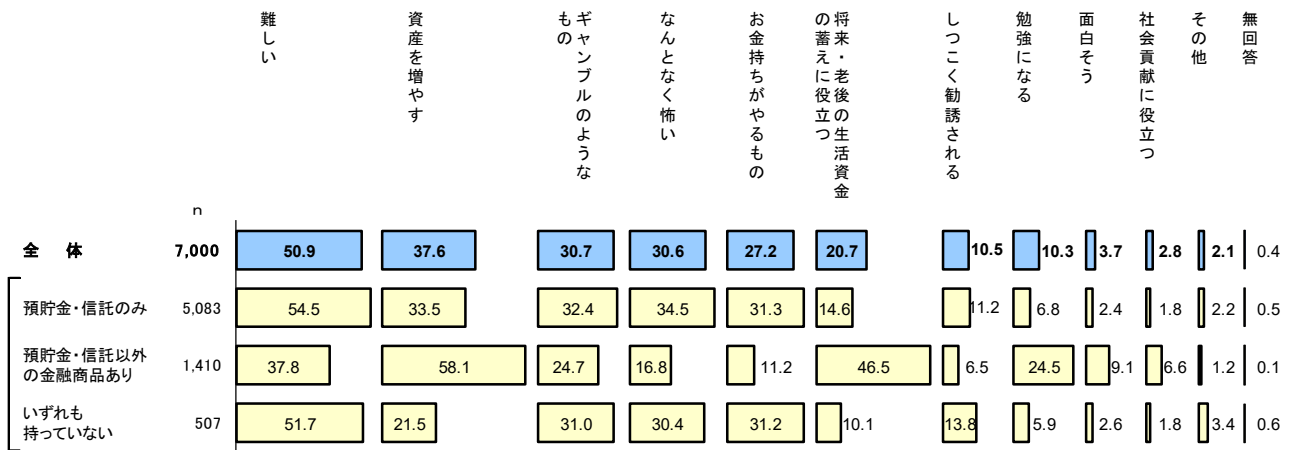 難しい
資産を増やす
ギャンブルのような
もの
なんとなく怖い
お金持ちがやるもの
将来・老後の生活資金
の蓄えに役立つ
しつこく勧誘される
勉強になる
面白そう
社会貢献に役立つ
その他
無回答
n
全 体 7,000 50.9 37.6 30.7 30.6 27.2 20.7 10.5 10.3 3.7 2.8 2.1 0.4
預貯金・信託のみ 5,083 54.5 33.5 32.4 34.5 31.3 14.6 11.2 6.8 2.4 1.8 2.2 0.5
預貯金・信託以外
の金融商品あり 1,410 37.8 58.1 24.7 16.8 11.2 46.5 6.5 24.5 9.1 6.6 1.2 0.1
いずれも
持っていない 507 51.7 21.5 31.0 30.4 31.2 10.1 13.8 5.9 2.6 1.8 3.4 0.6